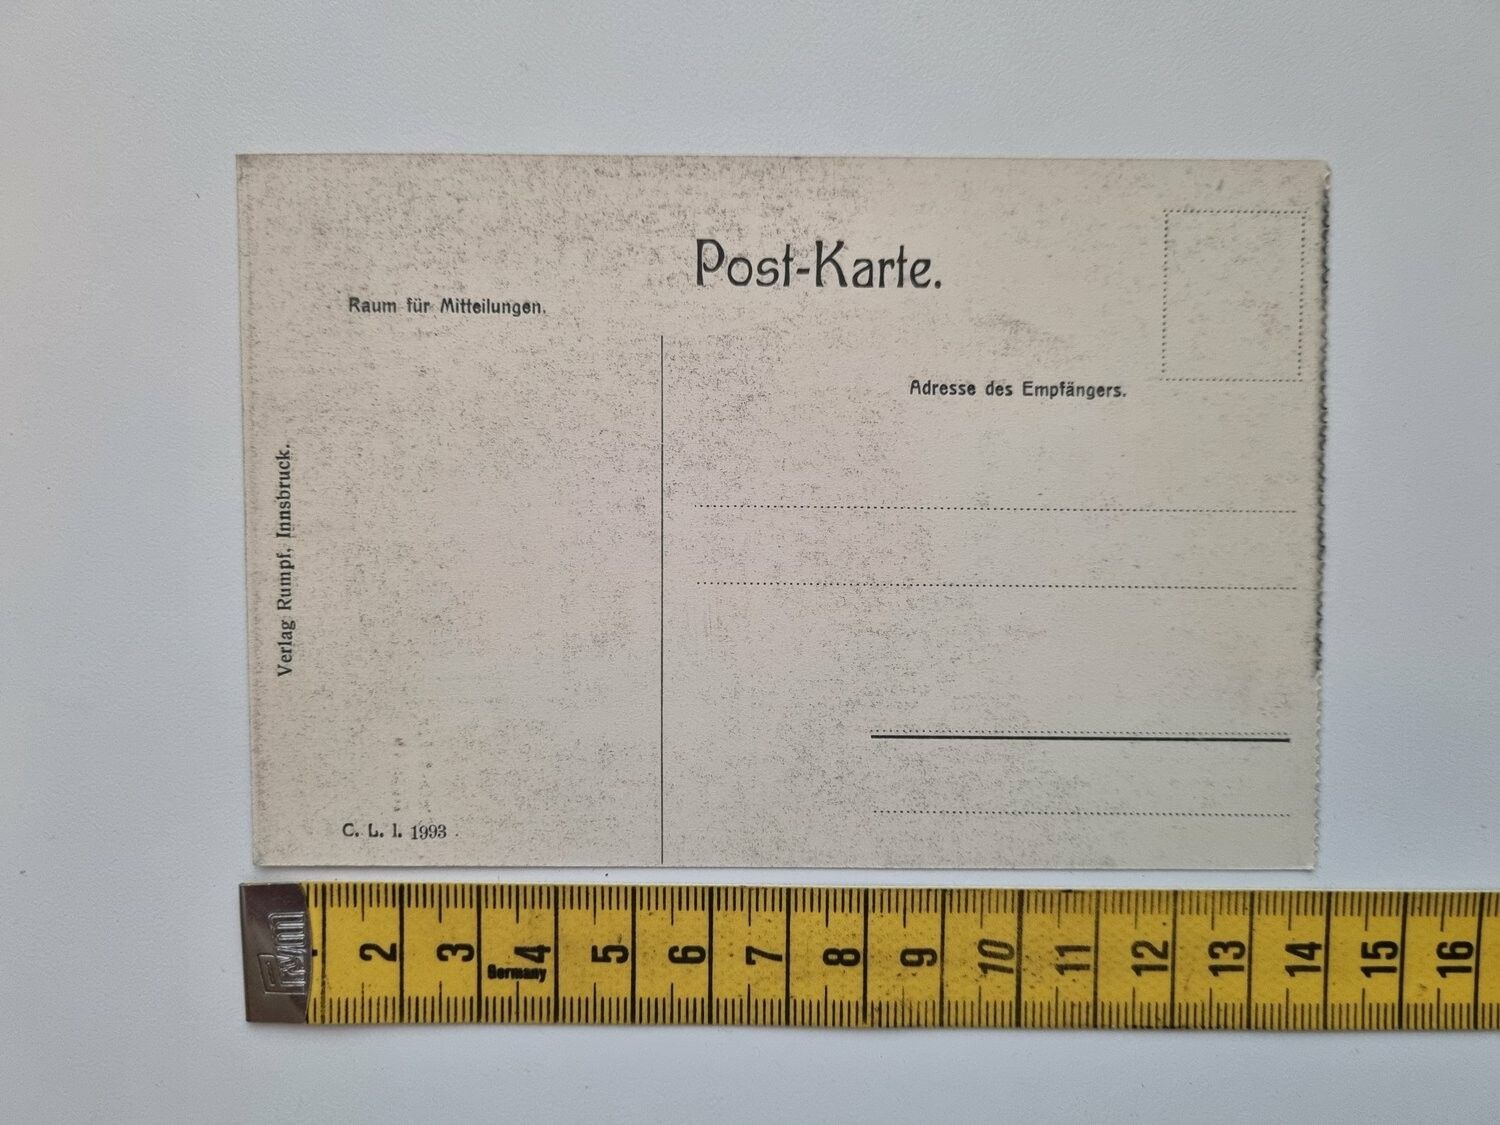 Post-Karte.
Raum für Mitteilungen.
Adresse des Empfängers.
Verlag Rumpf, Innsbruck.
C. L. I. 1993
Prym
Germany
2 3 4 5 6 7 8 9 10 11 12 13 14 15 16